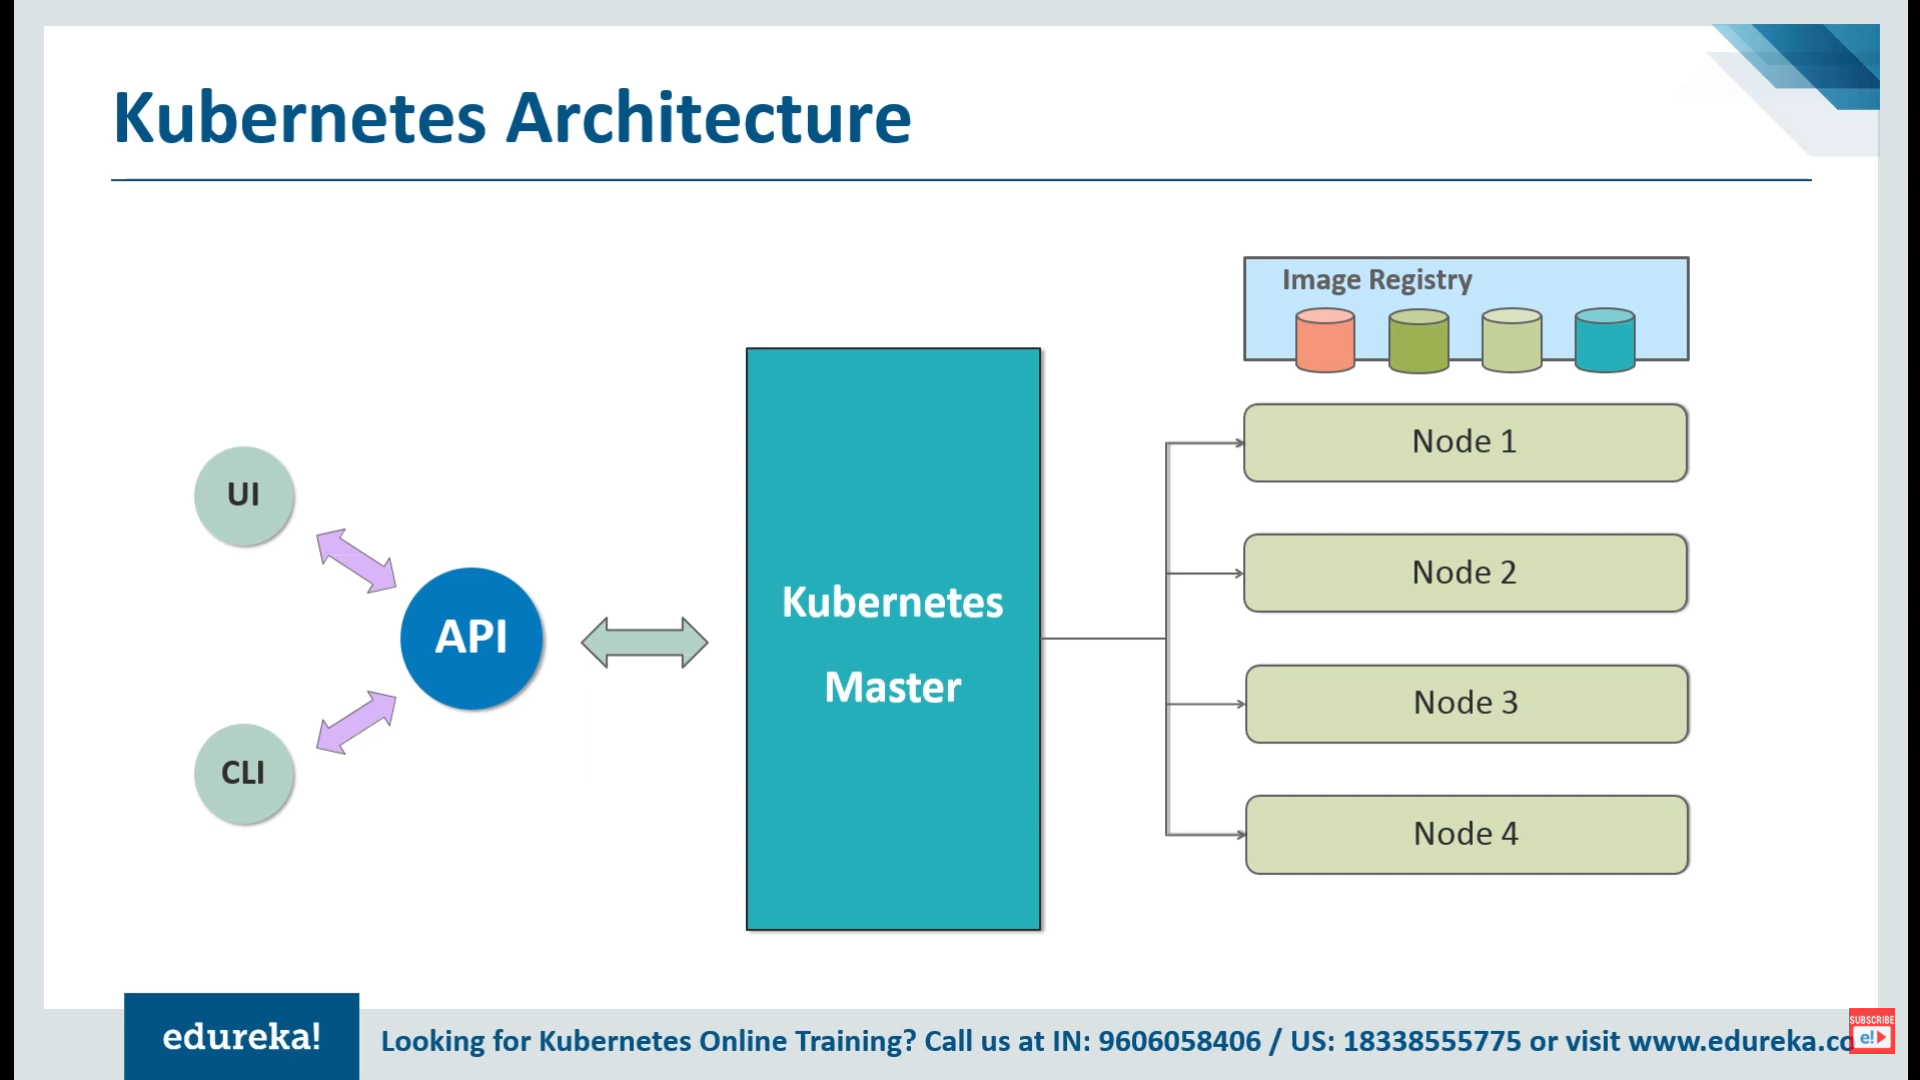 Kubernetes Architecture
Image Registry
Node 1
UI
Node 2
Kubernetes
API
Master
Node 3
CLI
Node 4
edureka!
Looking for Kubernetes Online Training? Call us at IN: 9606058406 / US: 18338555775 or visit www.edureka.co
SUBSCRIBE
e!